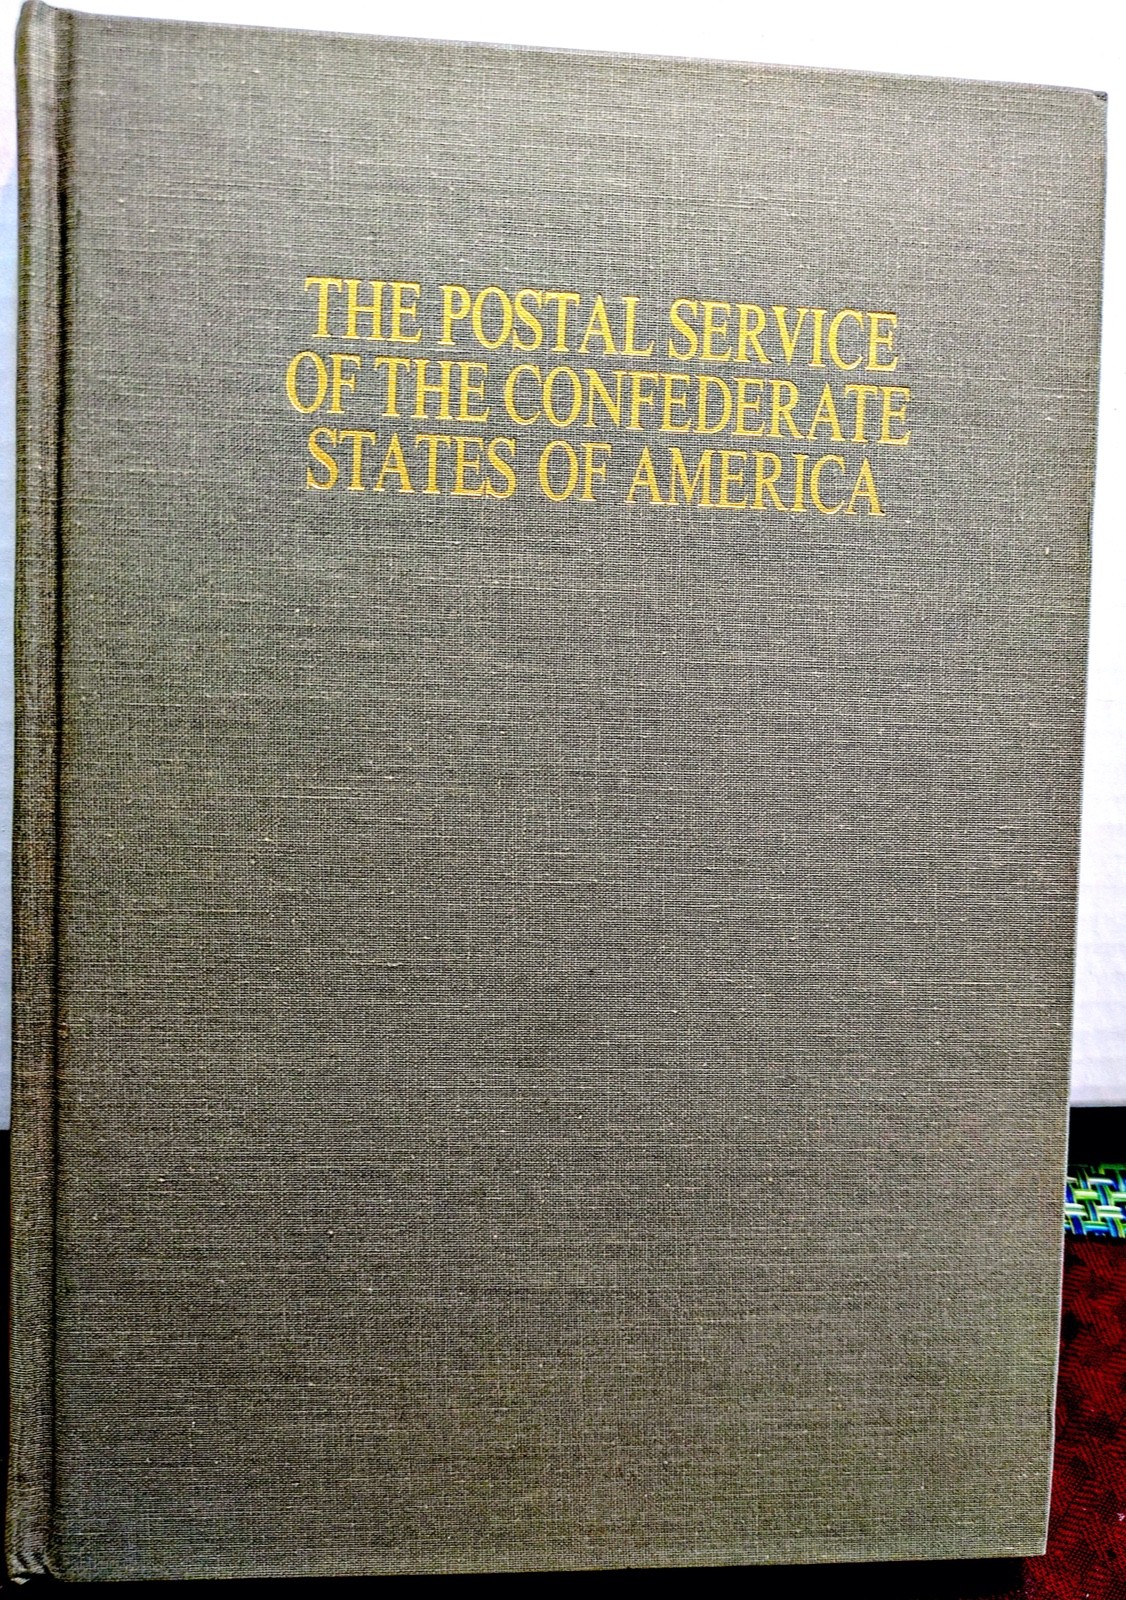 THE POSTAL SERVICE
OF THE CONFEDERATE
STATES OF AMERICA